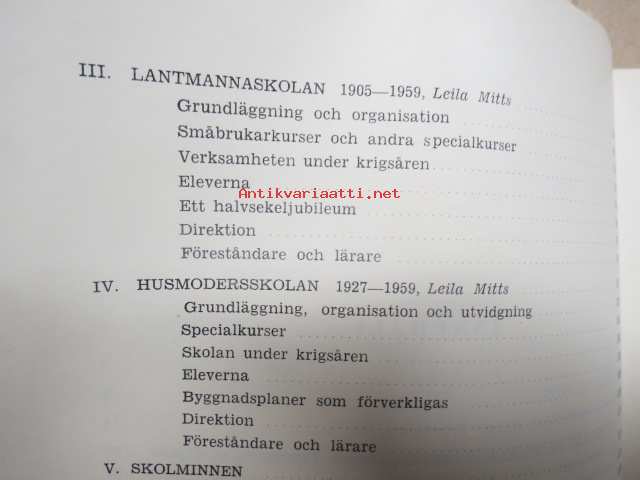 III. LANTMANNASKOLAN 1905—1959, Leila Mitts
Grundläggning och organisation
Småbrukarkurser och andra specialkurser
Verksamheten under krigsåren
Eleverna
Antikvariaatti.net
Ett halvsekeljubileum
Direktion
Föreståndare och lärare
IV. HUSMODERSSKOLAN 1927—1959, Leila Mitts
Grundläggning, organisation och utvidgning
Specialkurser
Skolan under krigsåren
Eleverna
Byggnadsplaner som förverkligas
Direktion
Föreståndare och lärare
V. SKOLMINNEN